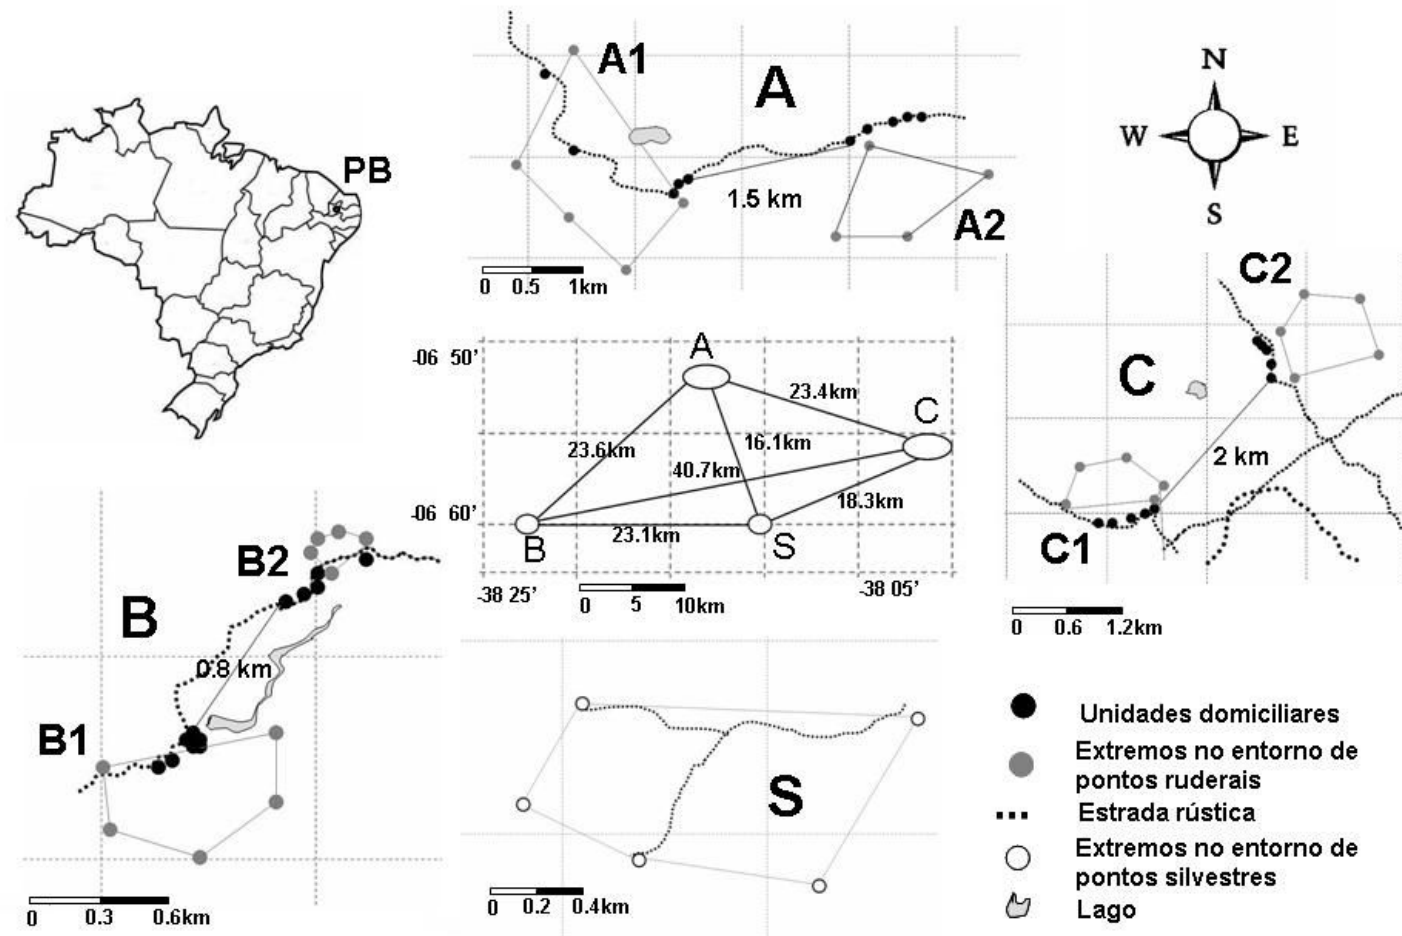 PB
A1
A
1.5 km
A2
0 0.5 1km
N
W E
S
C2
C
2 km
C1
0 0.6 1.2km
-06 50’
A
23.4km
C
23.6km
16.1km
40.7km
18.3km
-06 60’
B
23.1km
S
-38 25’
-38 05’
0 5 10km
B2
B
0.8 km
B1
0 0.3 0.6km
S
0 0.2 0.4km
Unidades domiciliares
Extremos no entorno de
pontos ruderais
Estrada rústica
Extremos no entorno de
pontos silvestres
Lago